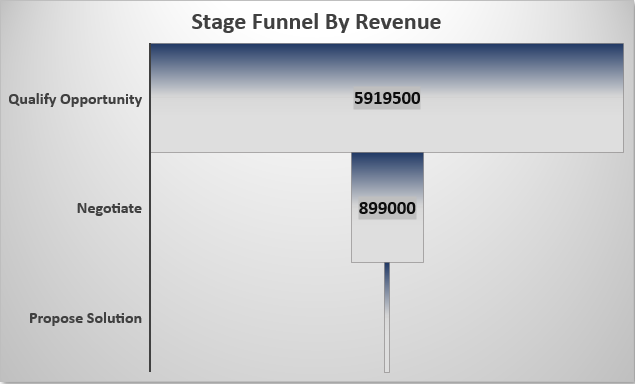 Stage Funnel By Revenue
Qualify Opportunity
5919500
Negotiate
899000
Propose Solution